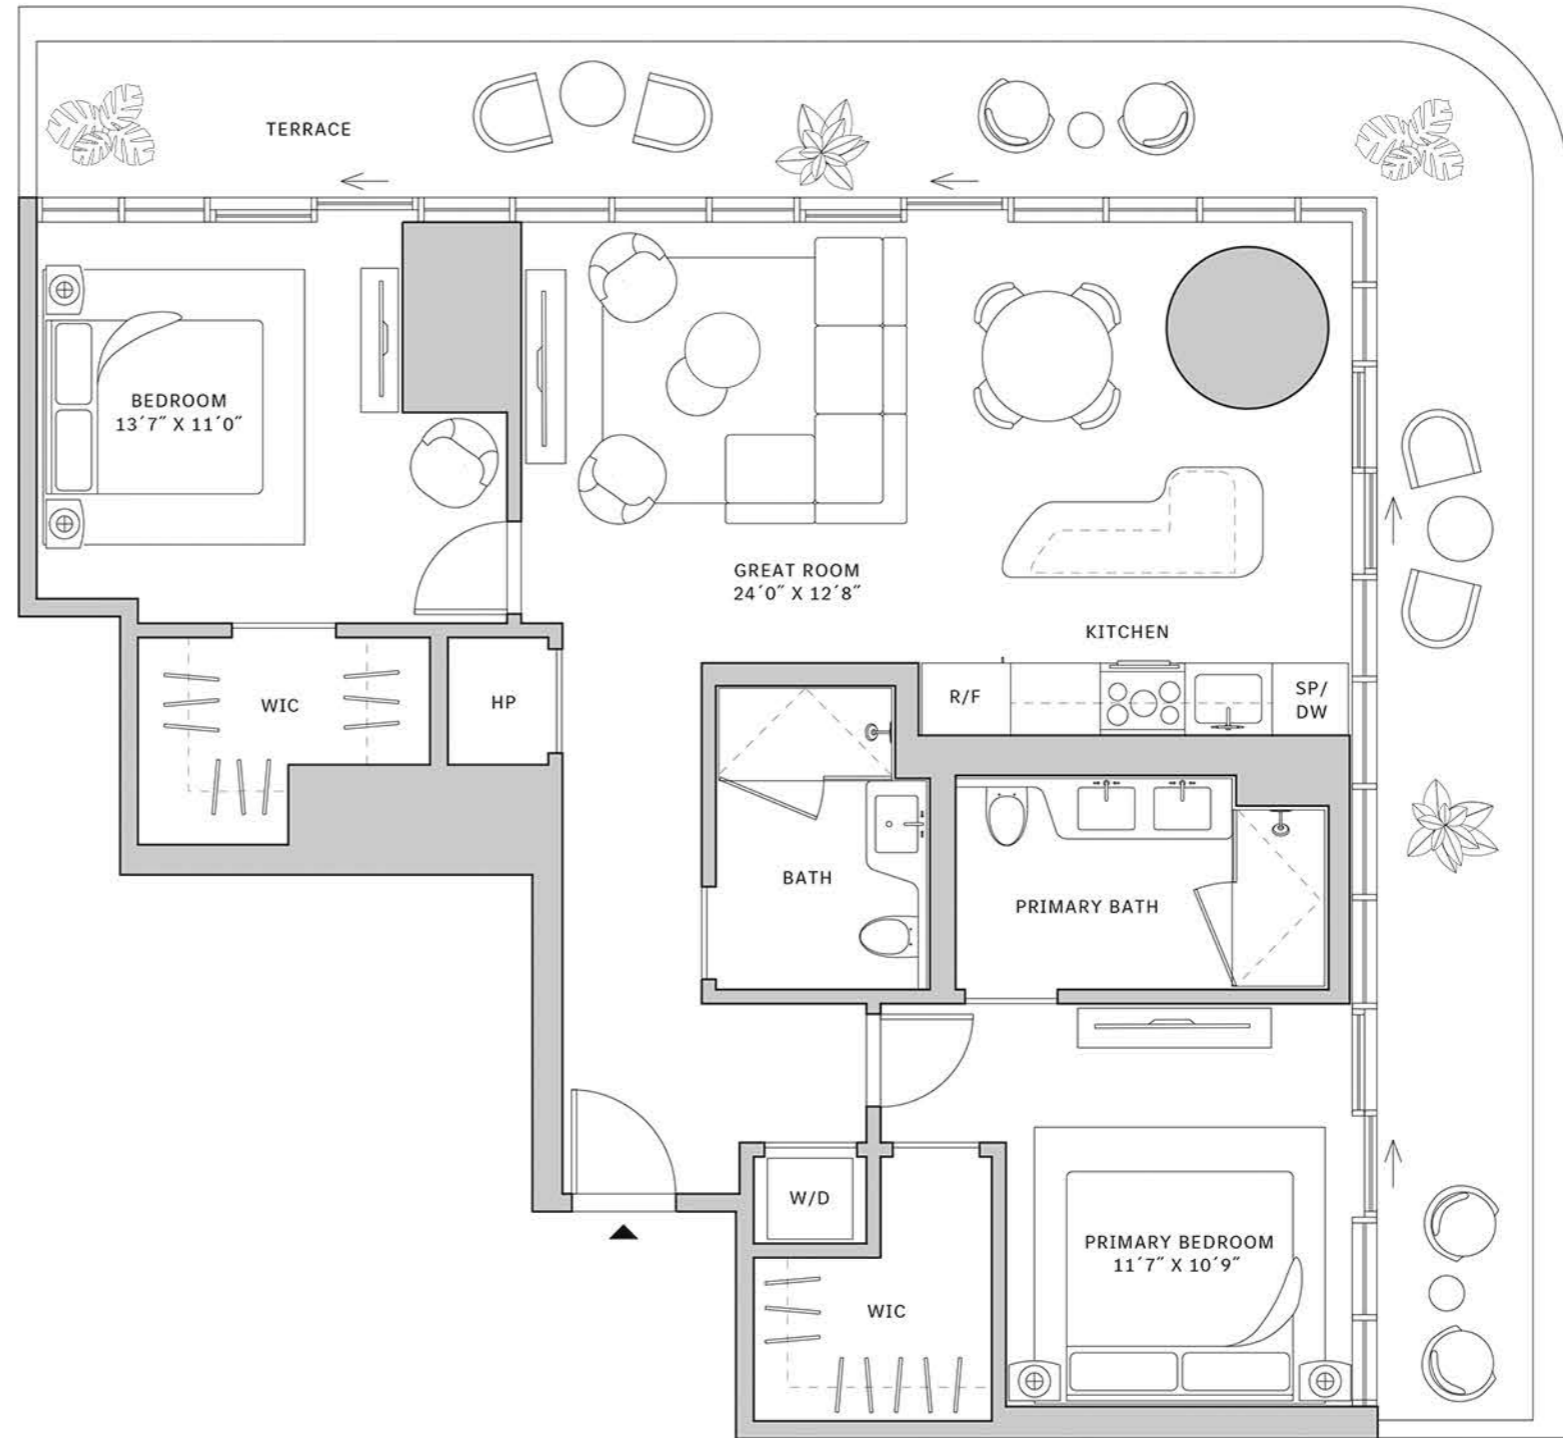 TERRACE
BEDROOM
13´7˝ X 11´0˝
GREAT ROOM
24´0˝ X 12´8˝
KITCHEN
WIC
HP
R/F
SP/
DW
BATH
PRIMARY BATH
W/D
PRIMARY BEDROOM
11´7˝ X 10´9˝
WIC